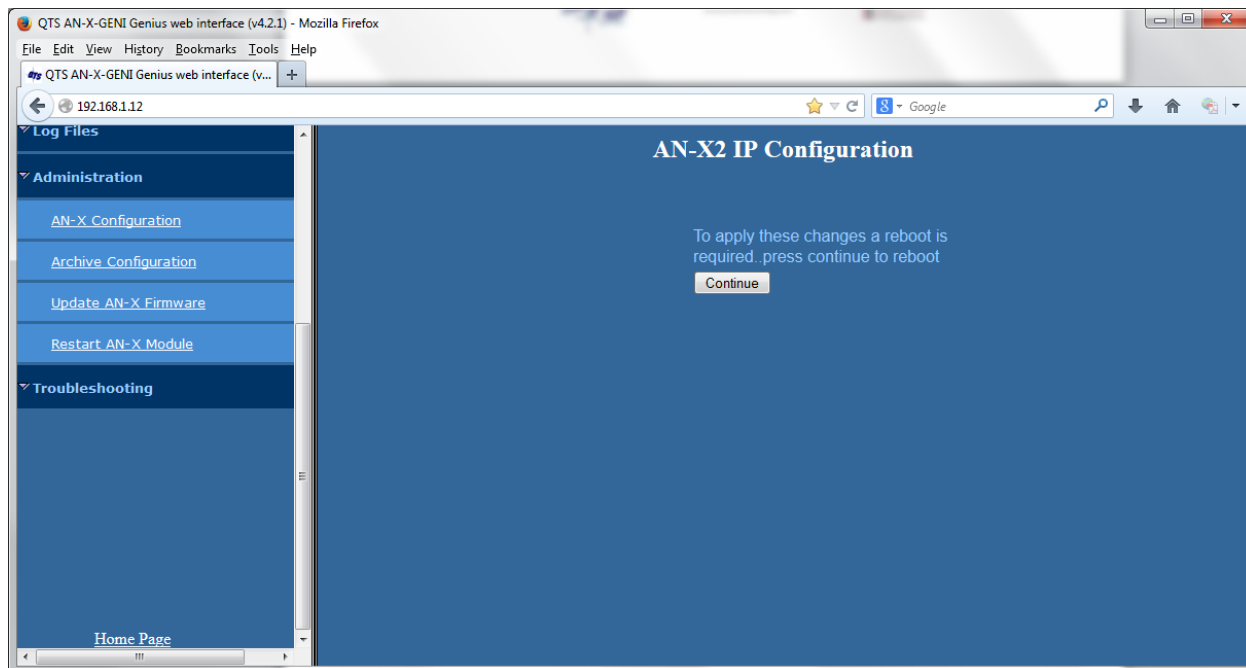 QTS AN-X-GENI Genius web interface (v4.2.1) - Mozilla Firefox
File Edit View History Bookmarks Tools Help
QTS AN-X-GENI Genius web interface (v...
192.168.1.12
Google
Log Files
Administration
AN-X Configuration
Archive Configuration
Update AN-X Firmware
Restart AN-X Module
Troubleshooting
Home Page
AN-X2 IP Configuration
To apply these changes a reboot is
required..press continue to reboot
Continue